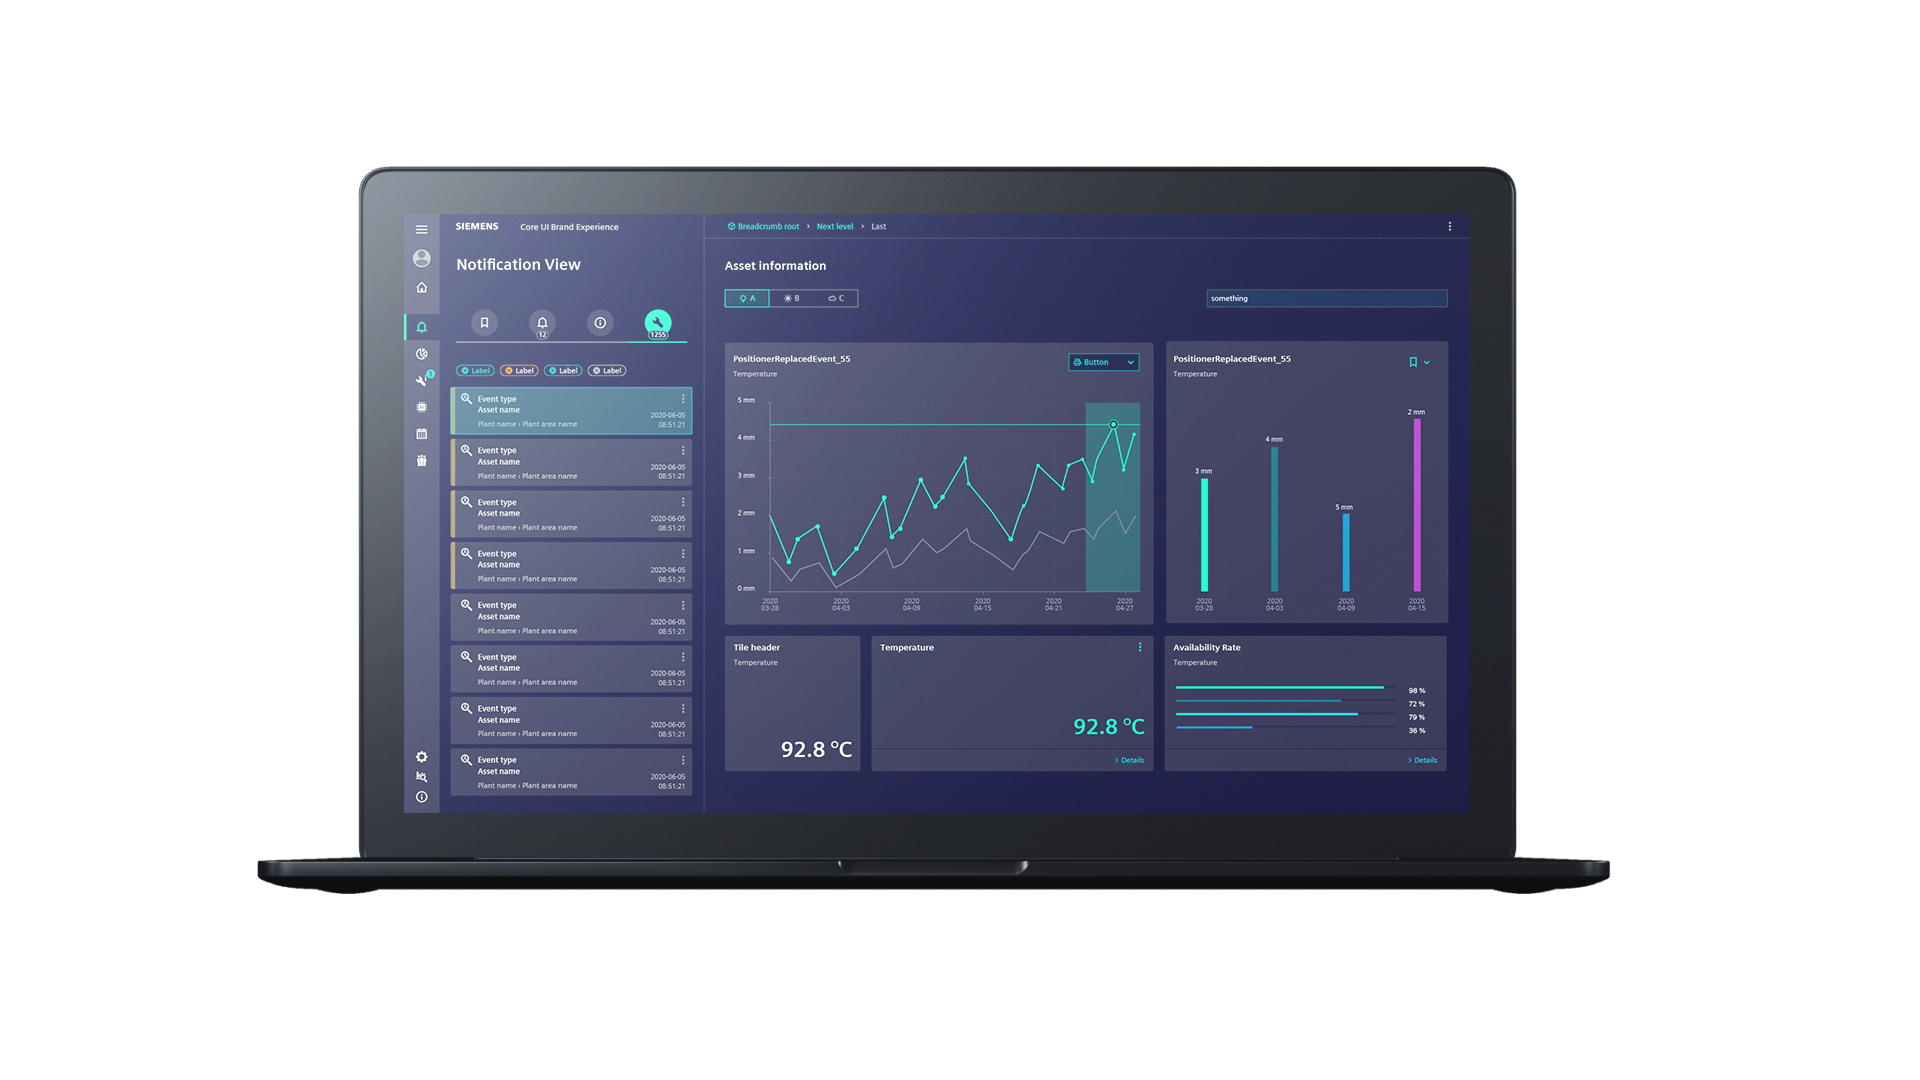 SIEMENS Core UI Brand Experience
Notification View
12
1255
Label Label Label Label
1
Event type
Asset name
2020-06-05
Plant name › Plant area name 08:51:21
Event type
Asset name
2020-06-05
Plant name › Plant area name 08:51:21
Event type
Asset name
2020-06-05
Plant name › Plant area name 08:51:21
Event type
Asset name
2020-06-05
Plant name › Plant area name 08:51:21
Event type
Asset name
2020-06-05
Plant name › Plant area name 08:51:21
Event type
Asset name
2020-06-05
Plant name › Plant area name 08:51:21
Event type
Asset name
2020-06-05
Plant name › Plant area name 08:51:21
Event type
Asset name
2020-06-05
Plant name › Plant area name 08:51:21
Breadcrumb root › Next level › Last
Asset information
A B C
something
PositionerReplacedEvent_55
Temperature
Button
5 mm
4 mm
3 mm
2 mm
1 mm
0 mm
2020 2020 2020 2020 2020 2020
03-28 04-03 04-09 04-15 04-21 04-27
PositionerReplacedEvent_55
Temperature
2 mm
4 mm
3 mm
5 mm
2020 2020 2020 2020
03-28 04-03 04-09 04-15
Tile header
Temperature
92.8 °C
Temperature
92.8 °C
› Details
Availability Rate
Temperature
98 %
72 %
79 %
36 %
› Details